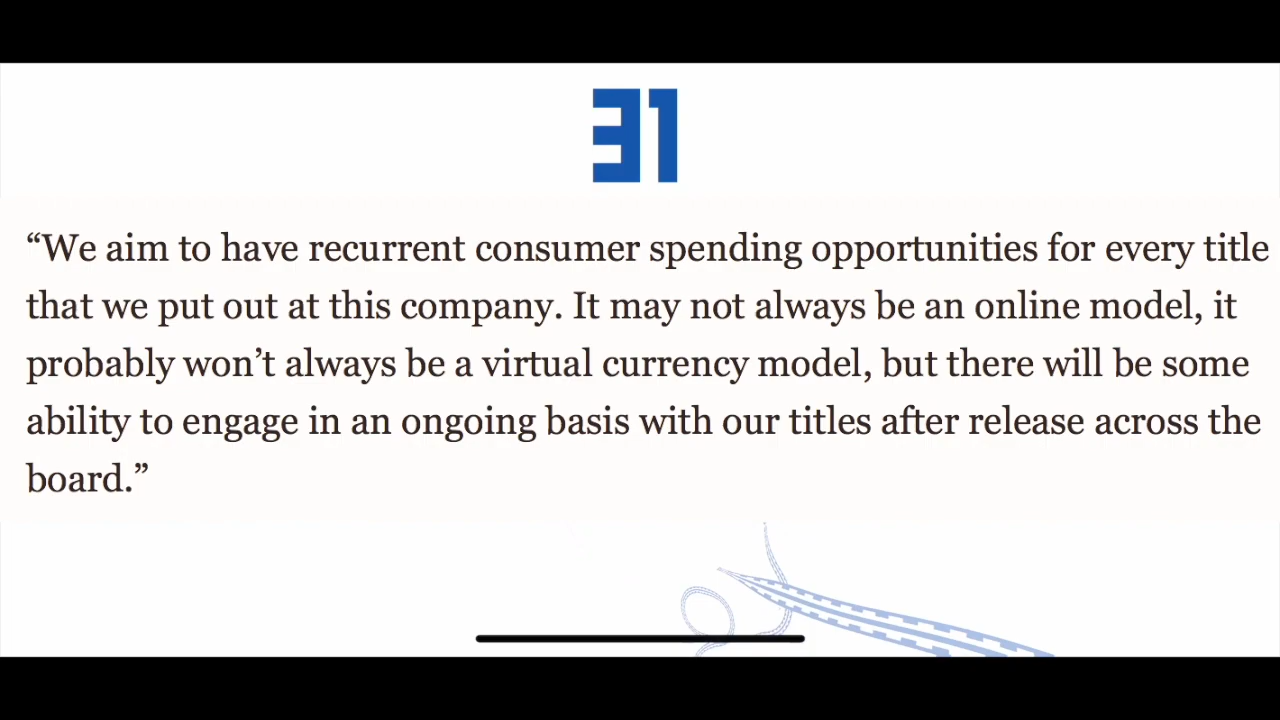 31
“We aim to have recurrent consumer spending opportunities for every title
that we put out at this company. It may not always be an online model, it
probably won’t always be a virtual currency model, but there will be some
ability to engage in an ongoing basis with our titles after release across the
board.”